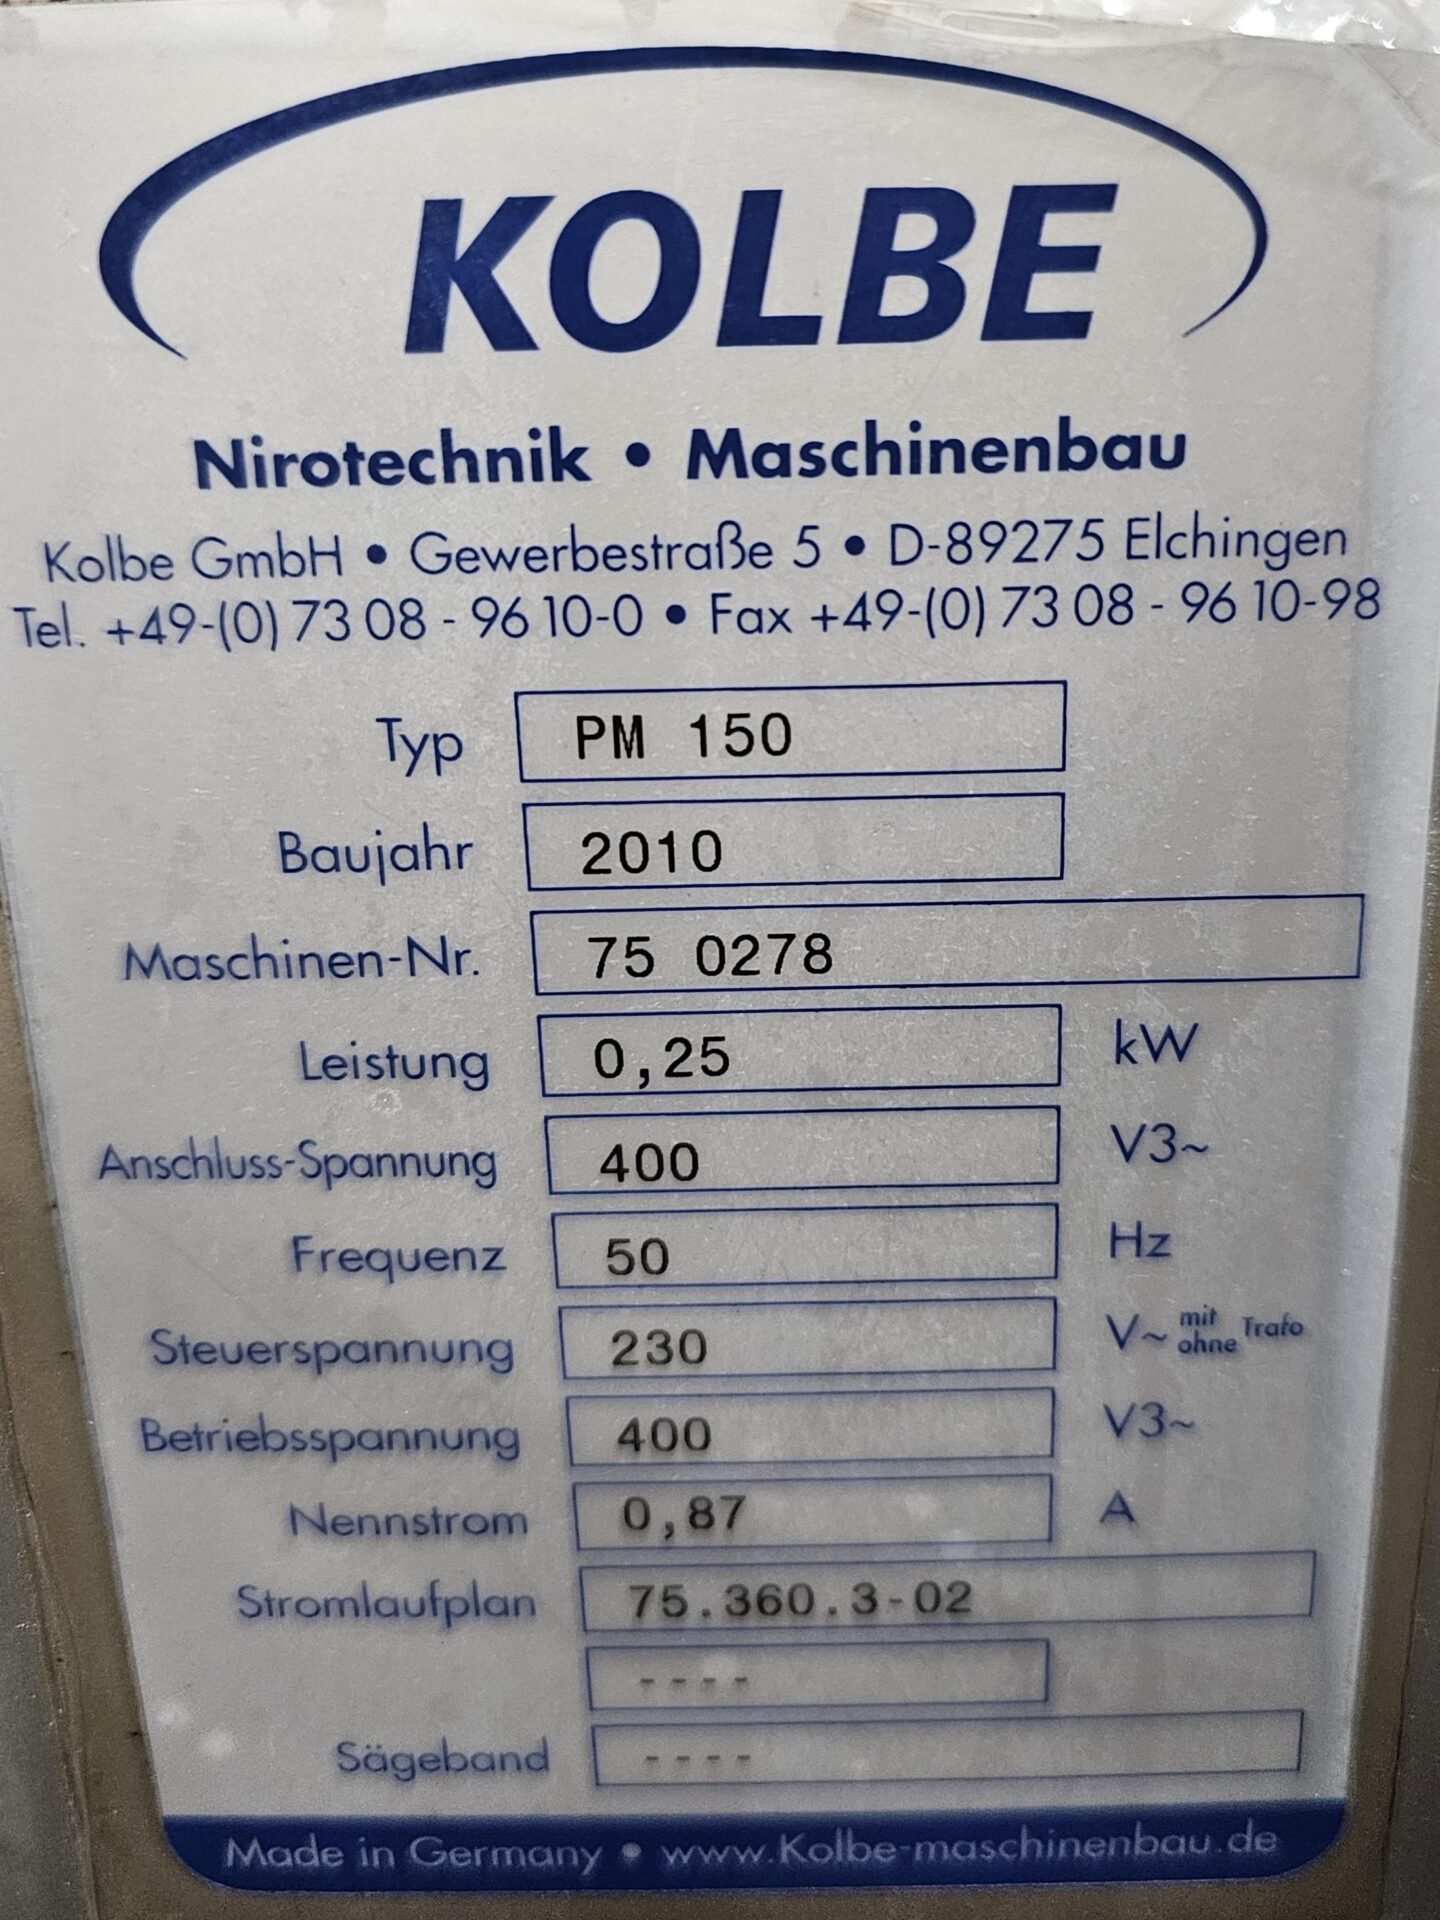 KOLBE
Nirotechnik • Maschinenbau
Kolbe GmbH • Gewerbestraße 5 • D-89275 Elchingen
Tel. +49-(0) 73 08 - 96 10-0 • Fax +49-(0) 73 08 - 96 10-98
Typ PM 150
Baujahr 2010
Maschinen-Nr. 75 0278
Leistung 0,25 kW
Anschluss-Spannung 400 V3~
Frequenz 50 Hz
Steuerspannung 230 V~ mit ohne Trafo
Betriebsspannung 400 V3~
Nennstrom 0,87 A
Stromlaufplan 75.360.3-02
----
Sägeband ----
Made in Germany • www.Kolbe-maschinenbau.de